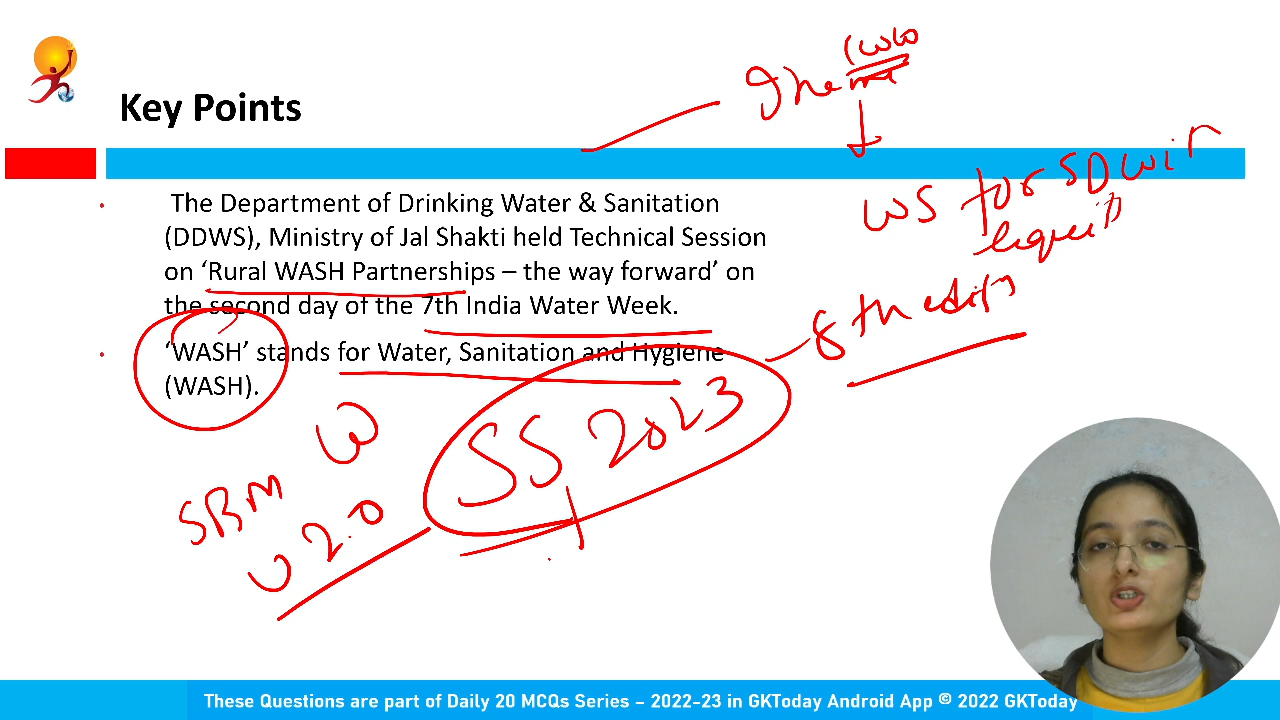 Key Points
Theme
WS for SD with
equity
The Department of Drinking Water & Sanitation
(DDWS), Ministry of Jal Shakti held Technical Session
on ‘Rural WASH Partnerships – the way forward’ on
the second day of the 7th India Water Week.
‘WASH’ stands for Water, Sanitation and Hygiene
(WASH).
8th
W
SS 2023
SBM
U 2.0
These Questions are part of Daily 20 MCQs Series – 2022-23 in GKToday Android App © 2022 GKToday